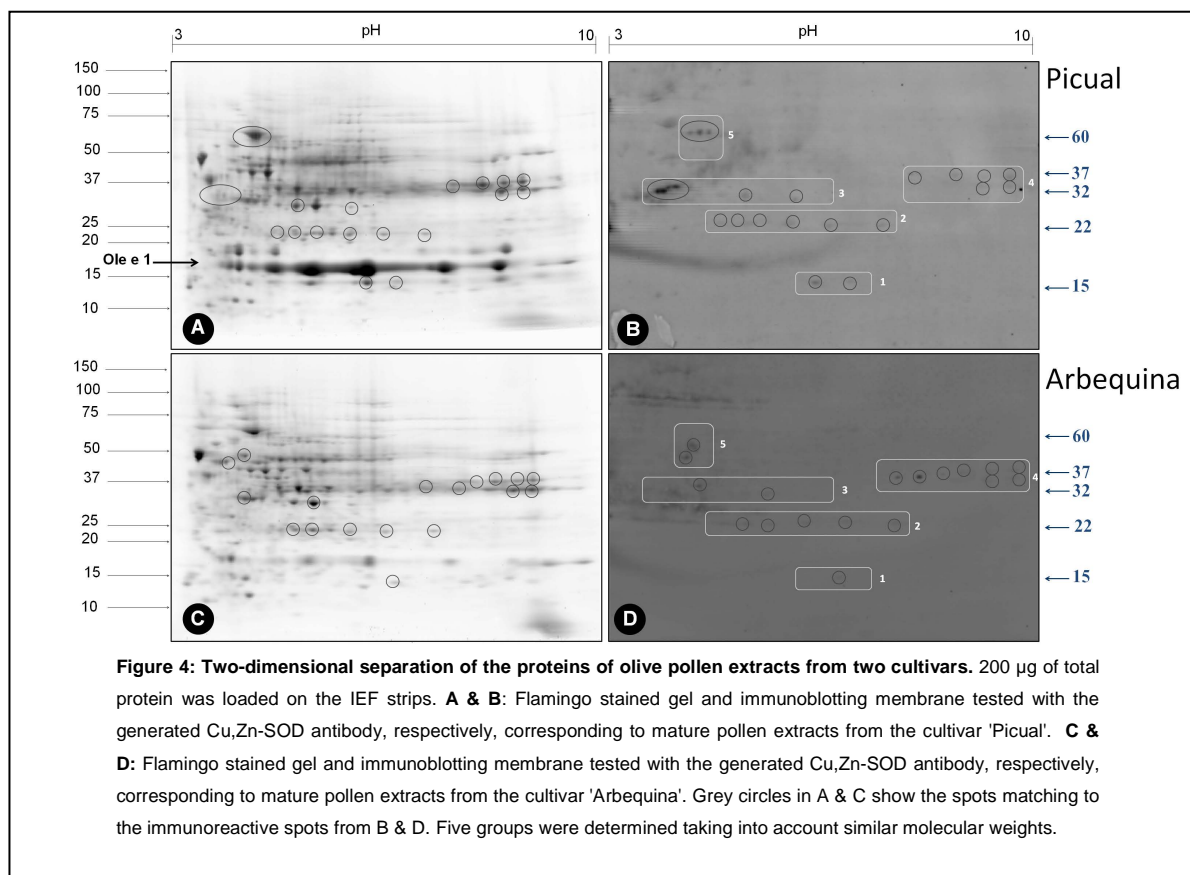 3 pH 10 3 pH 10
Picual
150
100
75
50
37
25
20
Ole e 1
15
10
A
5
3
4
2
1
B
60
37
32
22
15
Arbequina
150
100
75
50
37
25
20
15
10
C
5
4
3
2
1
D
60
37
32
22
15
Figure 4: Two-dimensional separation of the proteins of olive pollen extracts from two cultivars. 200 µg of total
protein was loaded on the IEF strips. A & B: Flamingo stained gel and immunoblotting membrane tested with the
generated Cu,Zn-SOD antibody, respectively, corresponding to mature pollen extracts from the cultivar 'Picual'. C &
D: Flamingo stained gel and immunoblotting membrane tested with the generated Cu,Zn-SOD antibody, respectively,
corresponding to mature pollen extracts from the cultivar 'Arbequina'. Grey circles in A & C show the spots matching to
the immunoreactive spots from B & D. Five groups were determined taking into account similar molecular weights.